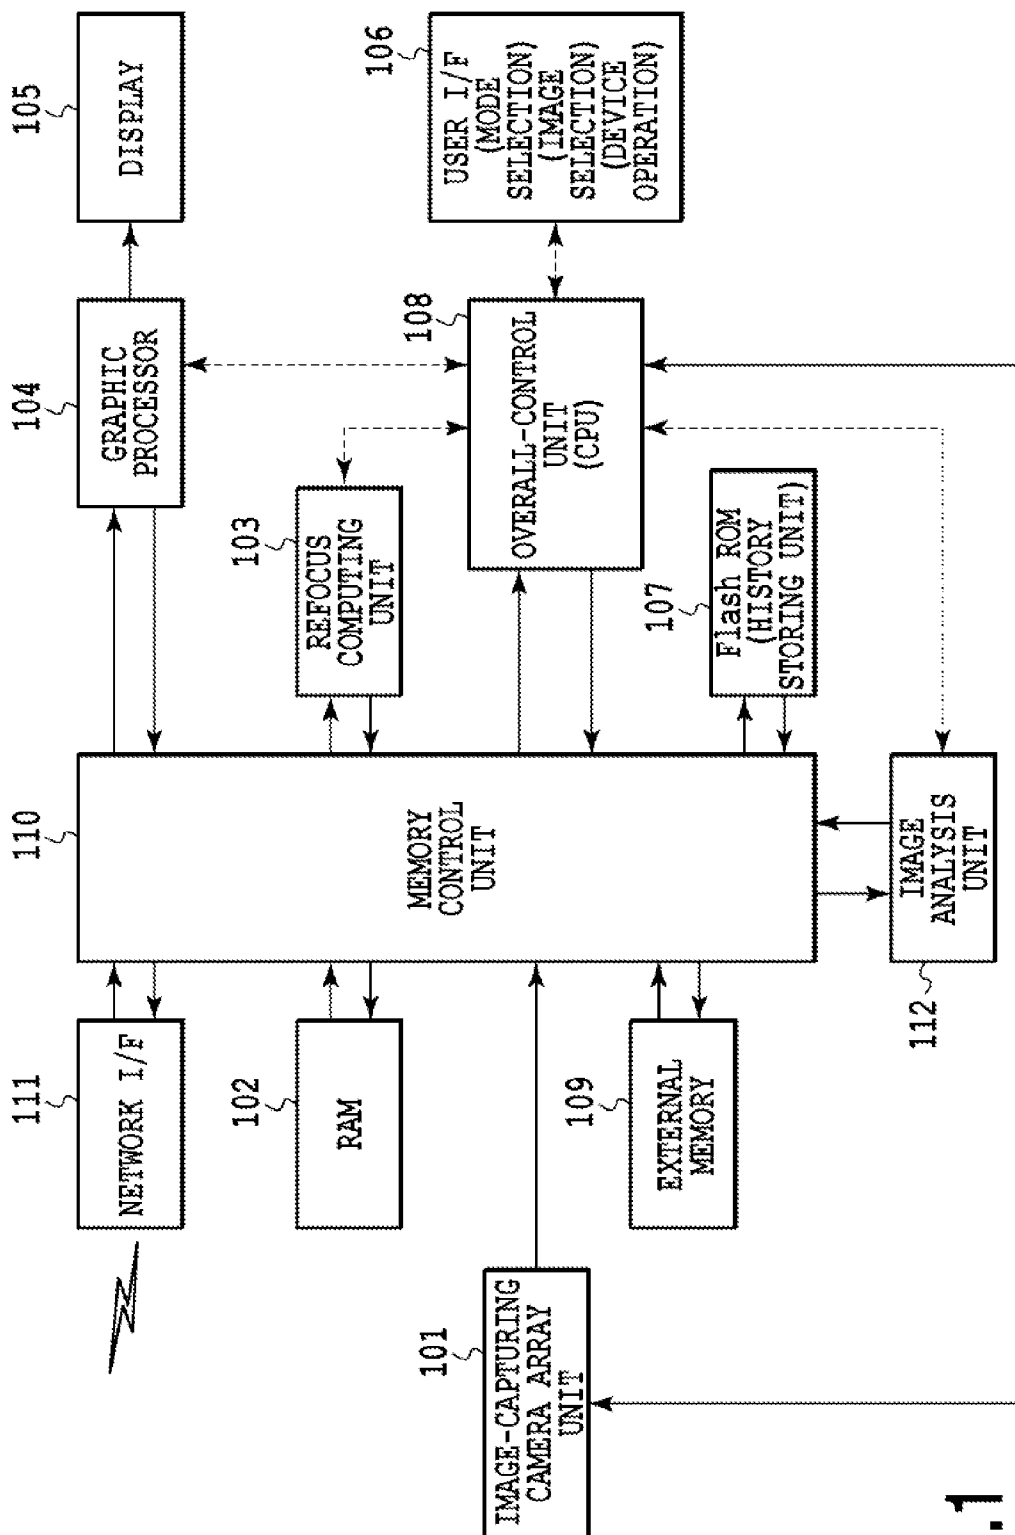 111
NETWORK I/F
110
MEMORY
CONTROL
UNIT
104
GRAPHIC
PROCESSOR
105
DISPLAY
102
RAM
103
REFOCUS
COMPUTING
UNIT
106
USER I/F
(MODE
SELECTION)
(IMAGE
SELECTION)
(DEVICE
OPERATION)
108
OVERALL-CONTROL
UNIT
(CPU)
101
IMAGE-CAPTURING
CAMERA ARRAY
UNIT
109
EXTERNAL
MEMORY
107
Flash ROM
(HISTORY
STORING UNIT)
112
IMAGE
ANALYSIS
UNIT
.1